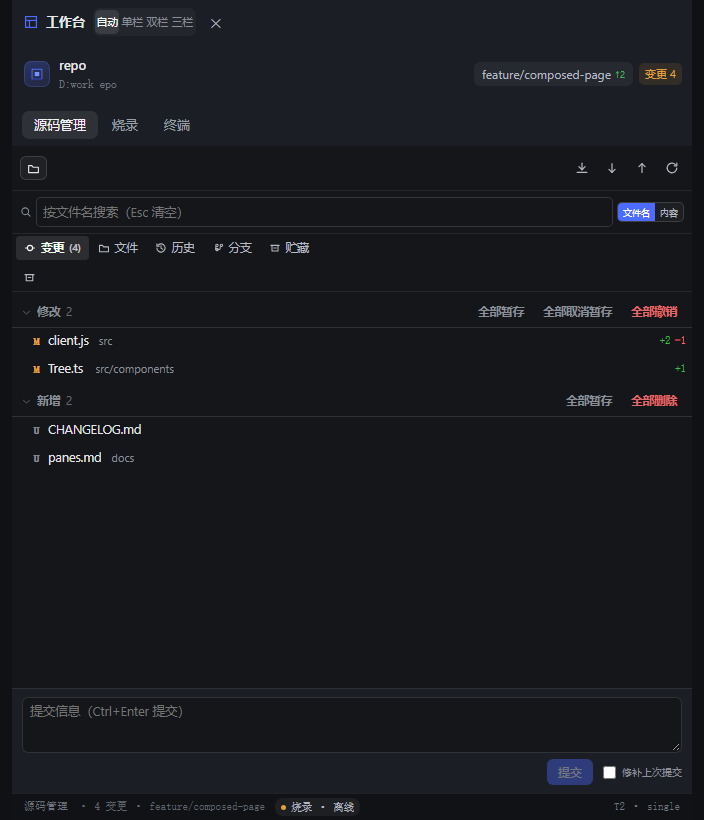 工作台 自动 单栏 双栏 三栏
repo
D:work epo
feature/composed-page ↑2 变更 4
源码管理 烧录 终端
按文件名搜索（Esc 清空） 文件名 内容
变更 (4) 文件 历史 分支 贮藏
修改 2 全部暂存 全部取消暂存 全部撤销
M client.js src +2 −1
M Tree.ts src/components +1
新增 2 全部暂存 全部删除
U CHANGELOG.md
U panes.md docs
提交信息（Ctrl+Enter 提交）
提交 修补上次提交
源码管理 • 4 变更 • feature/composed-page 烧录 • 离线 T2 • single